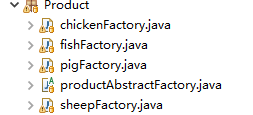 Product
chickenFactory.java
fishFactory.java
pigFactory.java
productAbstractFactory.java
sheepFactory.java